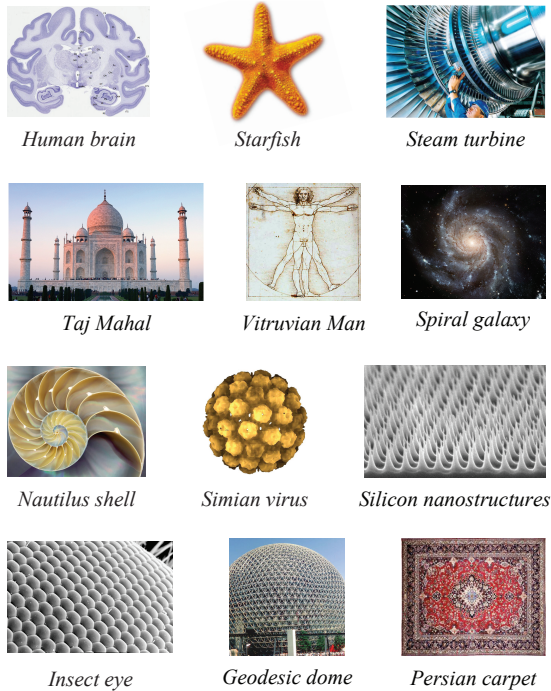 Human brain
Starfish
Steam turbine
Taj Mahal
Vitruvian Man
Spiral galaxy
Nautilus shell
Simian virus
Silicon nanostructures
Insect eye
Geodesic dome
Persian carpet